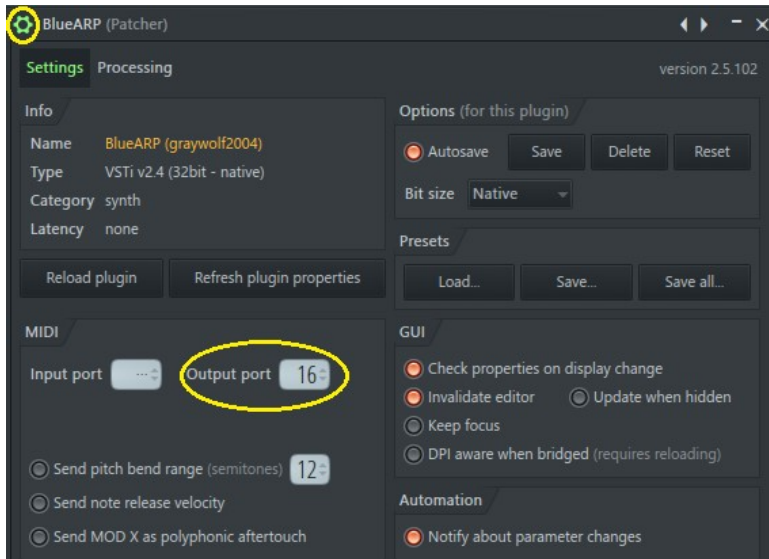 BlueARP (Patcher)
Settings Processing
version 2.5.102
Info
Name BlueARP (graywolf2004)
Type VSTi v2.4 (32bit - native)
Category synth
Latency none
Reload plugin Refresh plugin properties
Options (for this plugin)
Autosave Save Delete Reset
Bit size Native
Presets
Load... Save... Save all...
MIDI
Input port --- Output port 16
Send pitch bend range (semitones) 12
Send note release velocity
Send MOD X as polyphonic aftertouch
GUI
Check properties on display change
Invalidate editor Update when hidden
Keep focus
DPI aware when bridged (requires reloading)
Automation
Notify about parameter changes